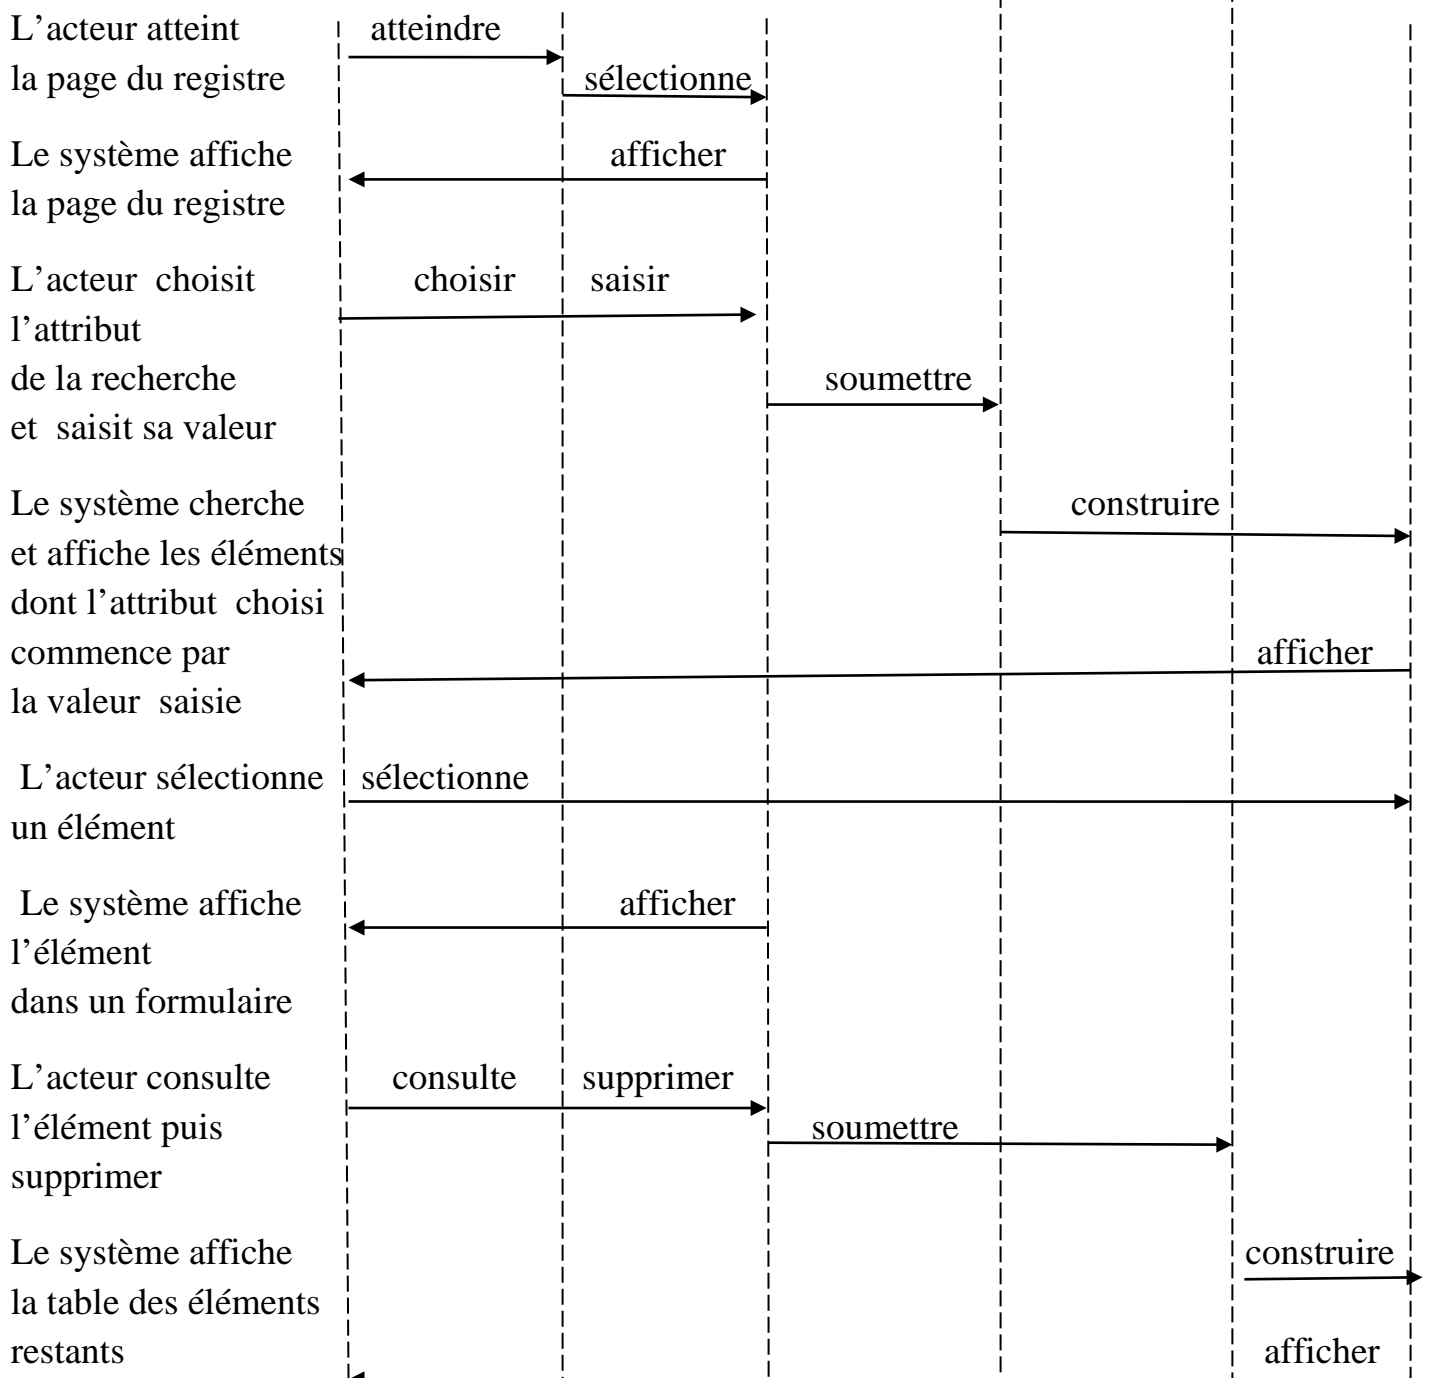 L’acteur atteint
atteindre
la page du registre
sélectionne
Le système affiche
afficher
la page du registre
L’acteur  choisit
choisir
saisir
l’attribut
de la recherche
soumettre
et  saisit sa valeur
Le système cherche
construire
et affiche les éléments
dont l’attribut  choisi
commence par
afficher
la valeur  saisie
L’acteur sélectionne
sélectionne
un élément
Le système affiche
afficher
l’élément
dans un formulaire
L’acteur consulte
consulte
supprimer
l’élément puis
soumettre
supprimer
Le système affiche
construire
la table des éléments
restants
afficher